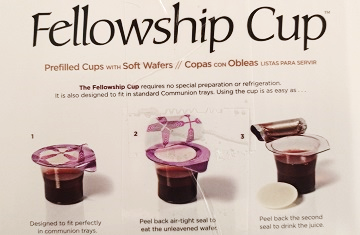 Fellowship Cup™
Prefilled Cups WITH Soft Wafers // Copas CON Obleas LISTAS PARA SERVIR
The Fellowship Cup requires no special preparation or refrigeration.
It is also designed to fit in standard Communion trays. Using the cup is as easy as . . .
1 2 3
Designed to fit perfectly
in communion trays.
Peel back air-tight seal to
eat the unleavened wafer.
Peel back the second
seal to drink the juice.